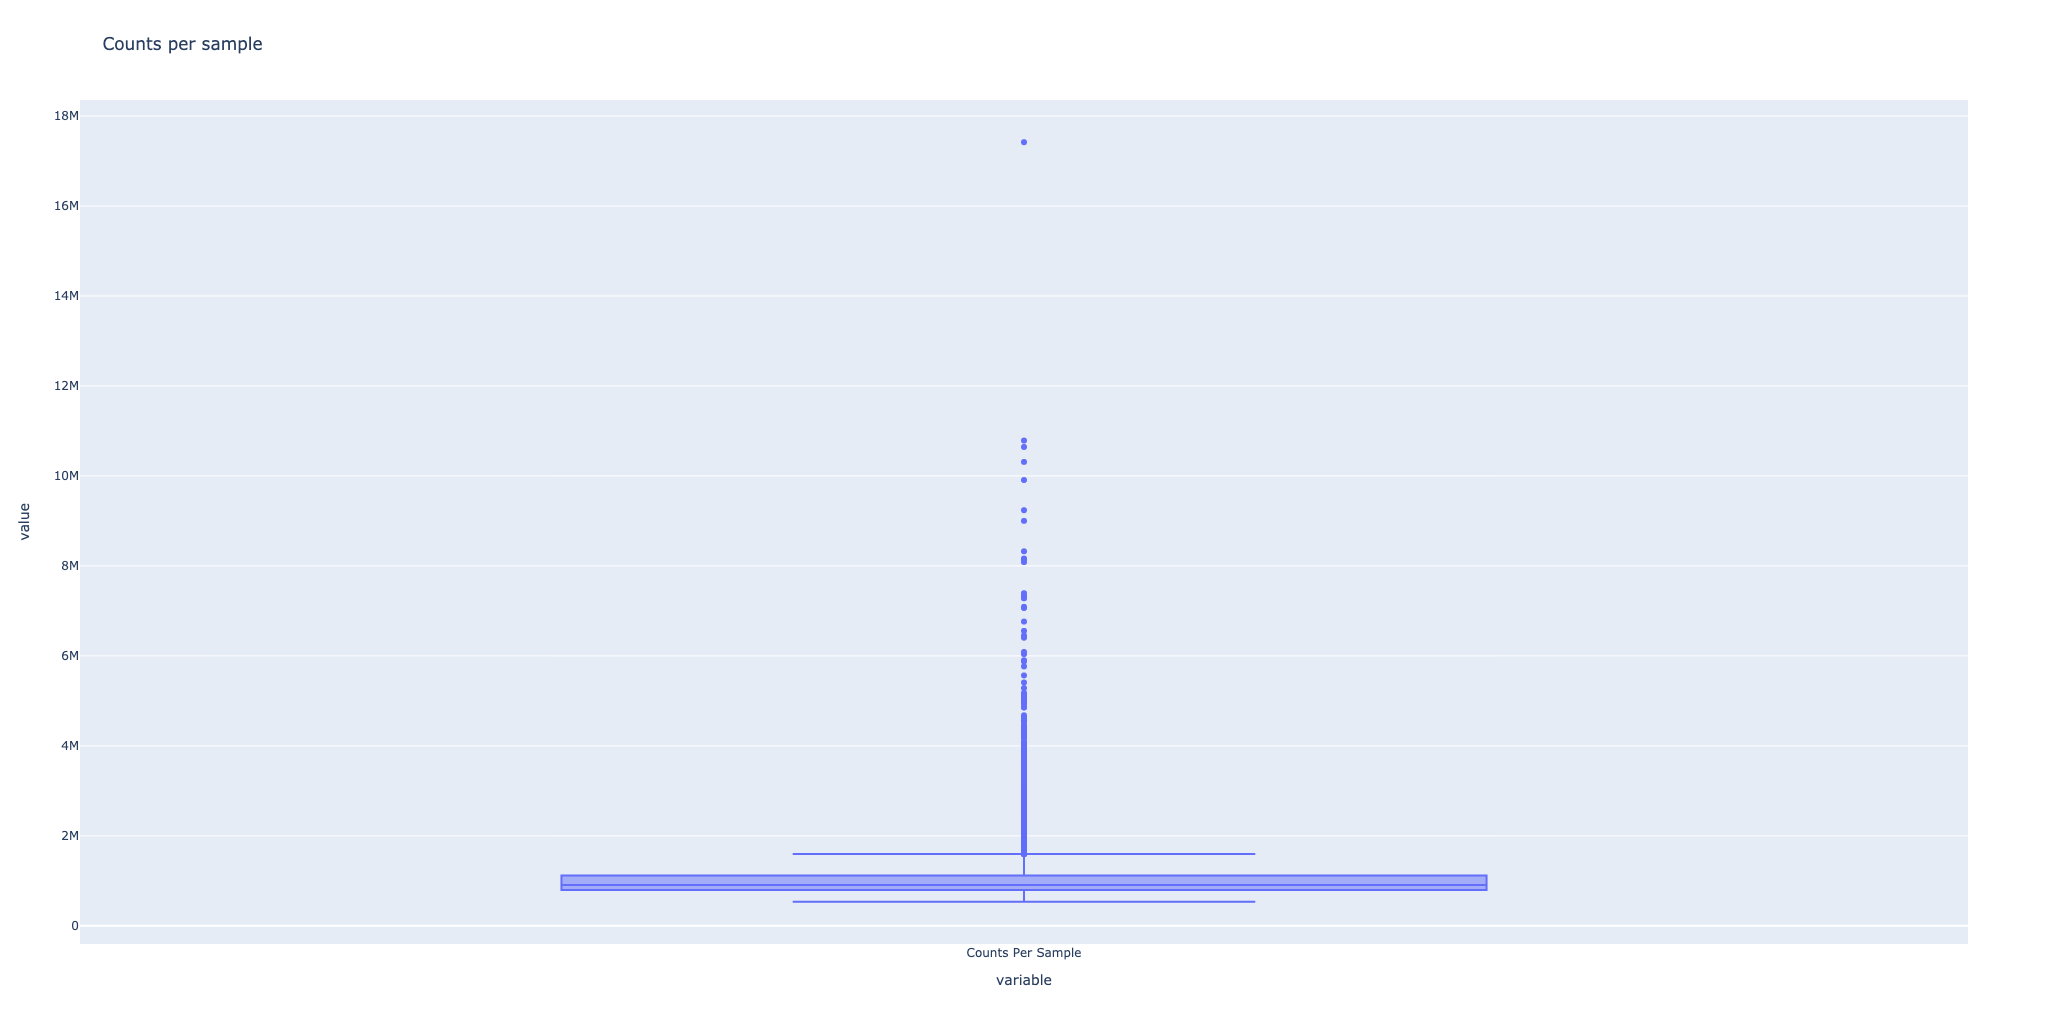 Counts per sample
18M
16M
14M
12M
10M
8M
6M
4M
2M
0
value
Counts Per Sample
variable